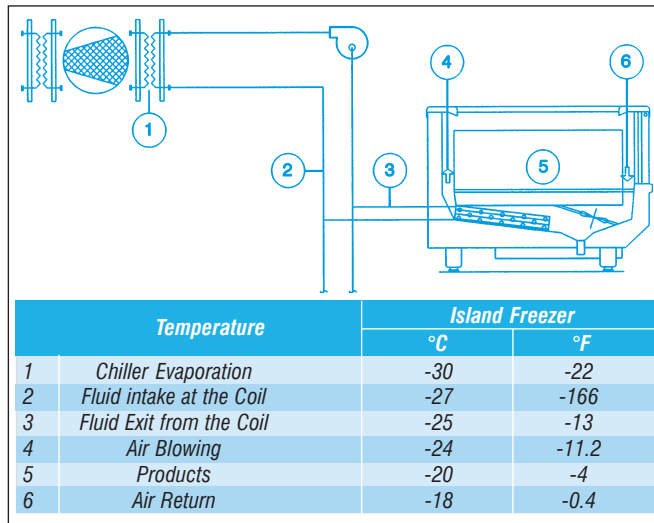 4
6
1
2
3
5
Temperature Island Freezer
°C °F
1 Chiller Evaporation -30 -22
2 Fluid intake at the Coil -27 -166
3 Fluid Exit from the Coil -25 -13
4 Air Blowing -24 -11.2
5 Products -20 -4
6 Air Return -18 -0.4